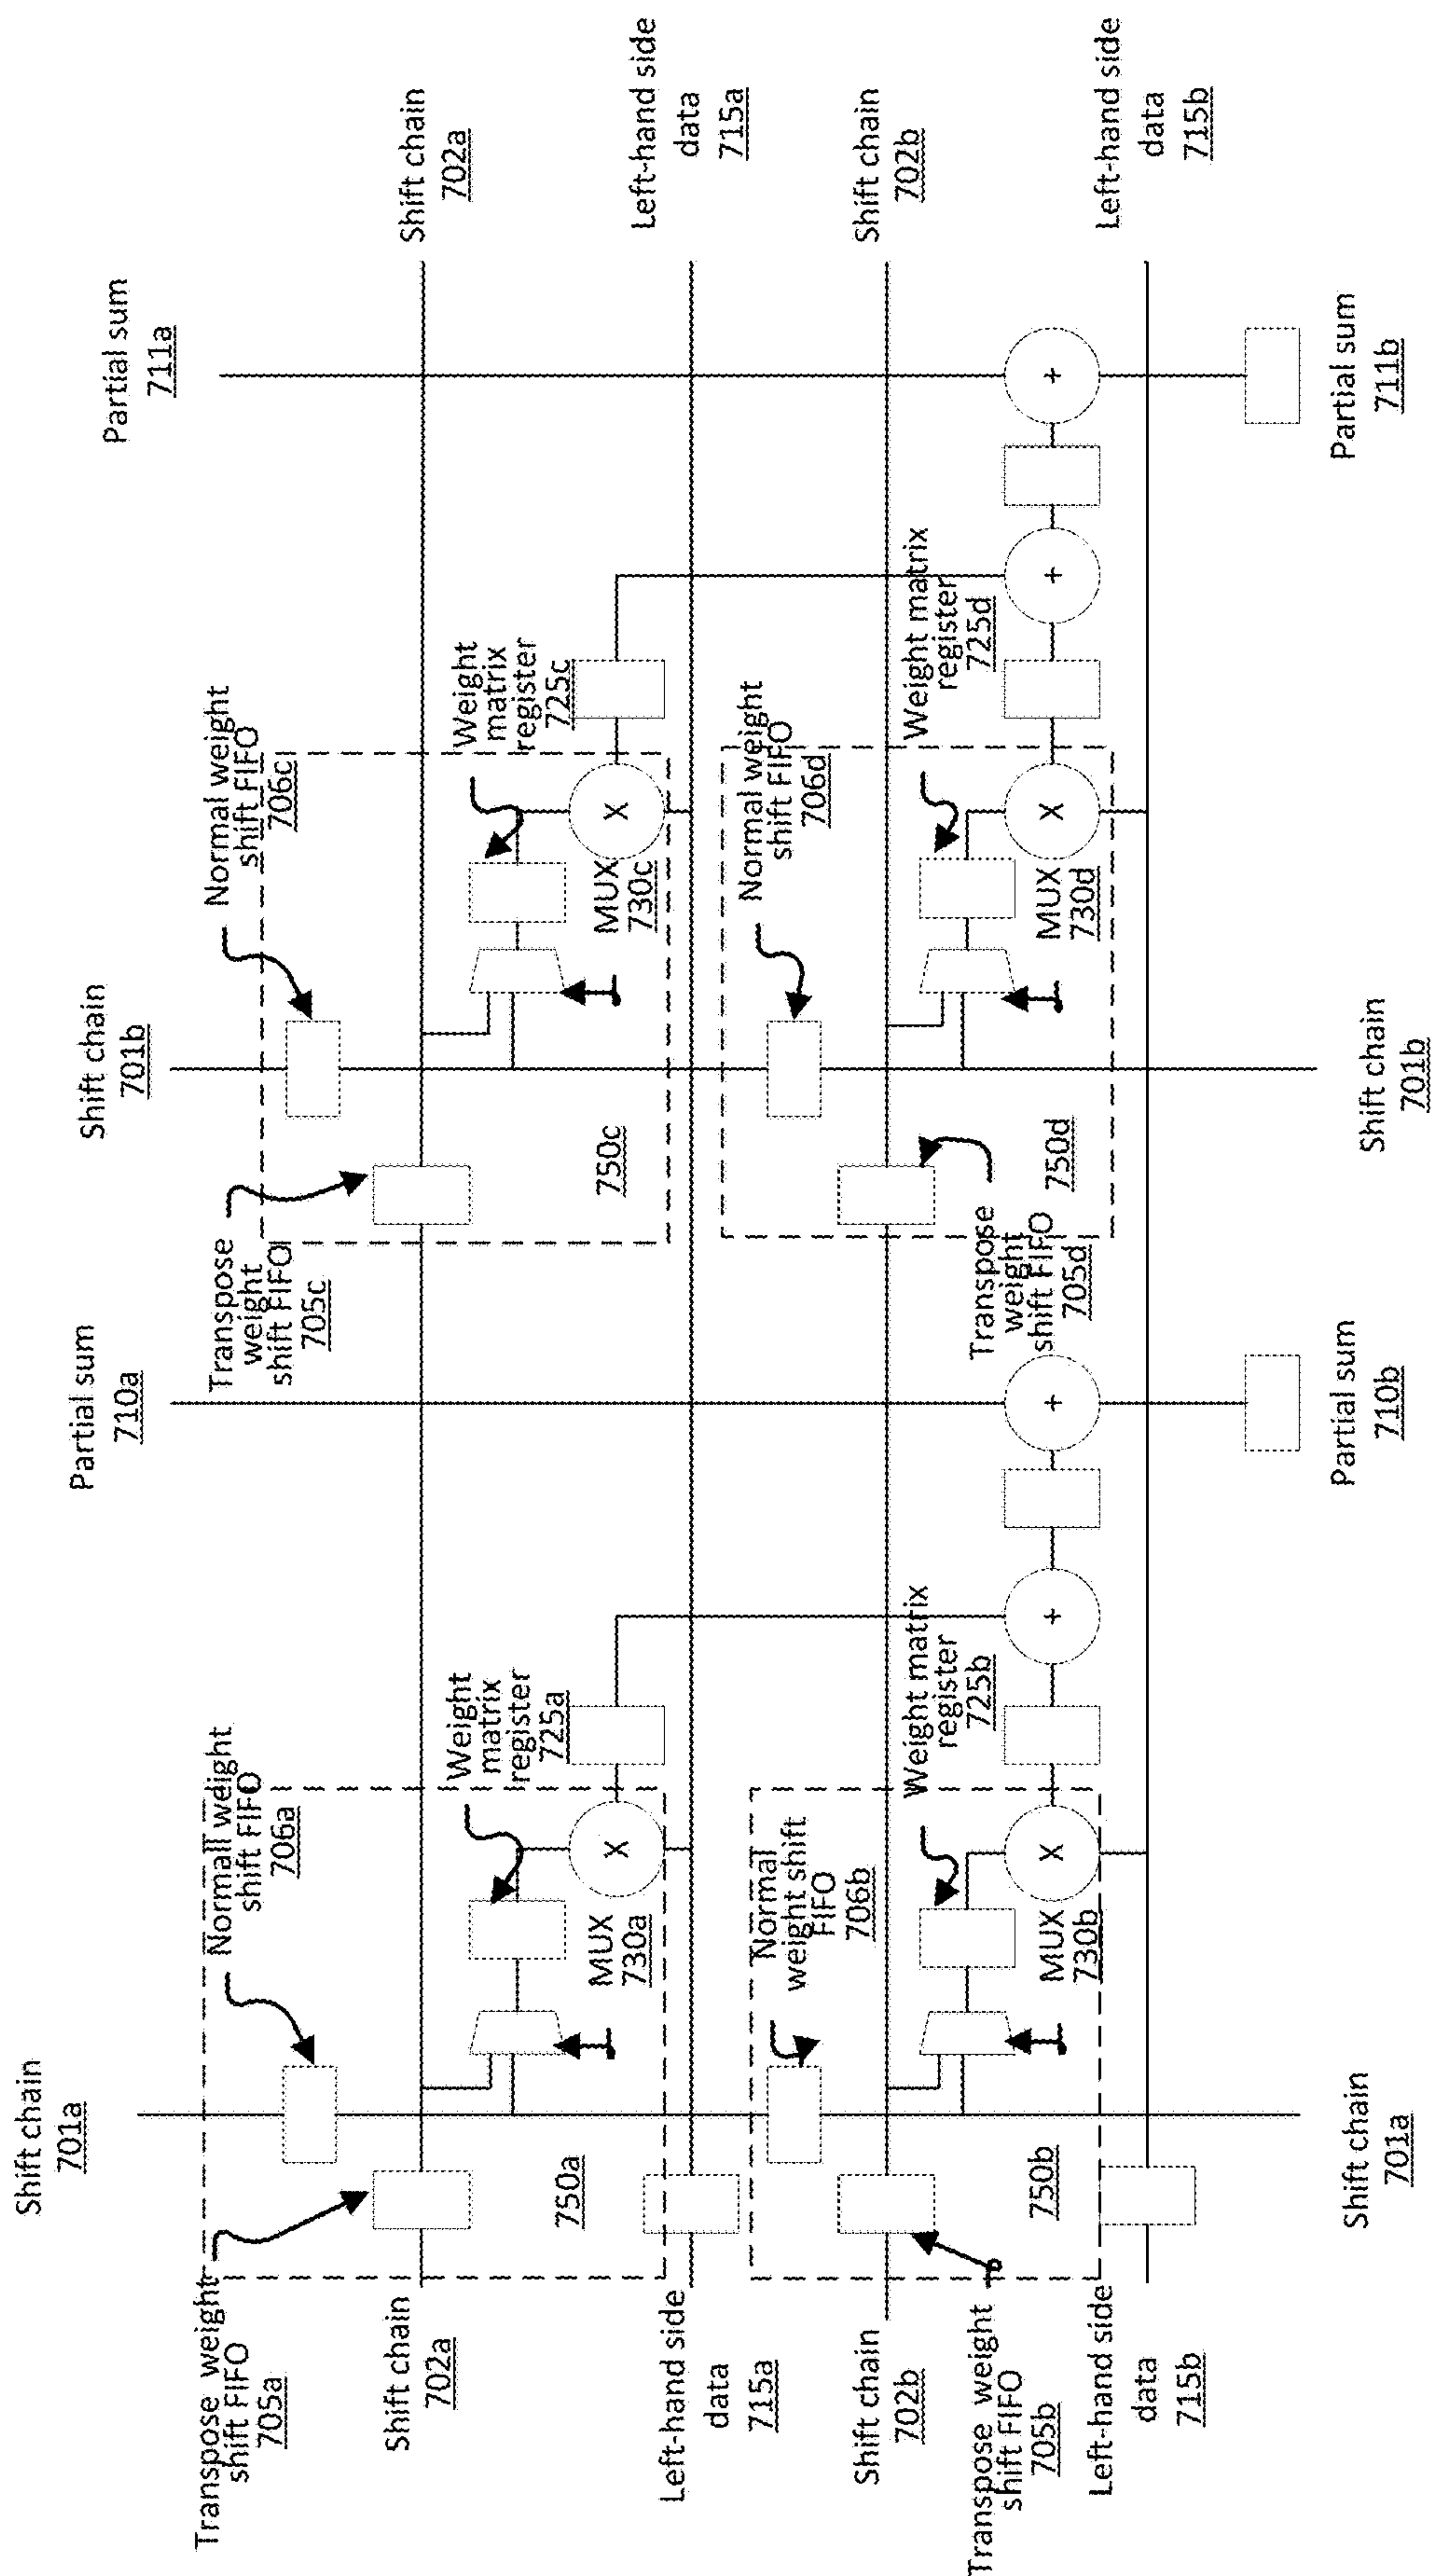 Shift chain
701a
Partial sum
710a
Shift chain
701b
Partial sum
711a
Transpose weight
shift FIFO
705a
Normal weight
shift FIFO
706a
Transpose
weight
shift FIFO
705c
Normal weight
shift FIFO
706c
Shift chain
702a
Shift chain
702a
Weight
matrix
register
725a
Weight
matrix
register
725c
750a
MUX
730a
750c
MUX
730c
Left-hand side
data
715a
Left-hand side
data
715a
Normal
weight shift
FIFO
706b
Normal weight
shift FIFO
706d
Shift chain
702b
Shift chain
702b
Weight matrix
register
725b
Weight matrix
register
725d
Transpose weight
shift FIFO
705b
750b
MUX
730b
Transpose
weight
shift FIFO
705d
750d
MUX
730d
X
X
X
X
+
+
+
+
Left-hand side
data
715b
Left-hand side
data
715b
Shift chain
701a
Partial sum
710b
Shift chain
701b
Partial sum
711b